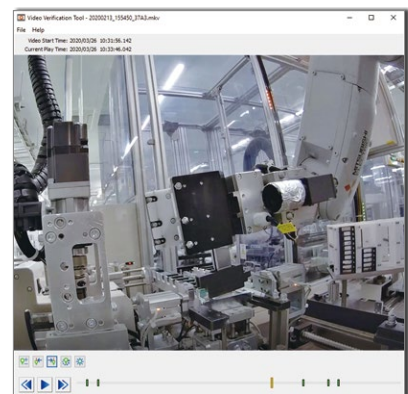 Video Verification Tool - 20200213_155450_3TA3.mkv
File Help
Video Start Time: 2020/03/26 10:31:56.142
Current Play Time: 2020/03/26 10:33:46.042
MITSUBISHI